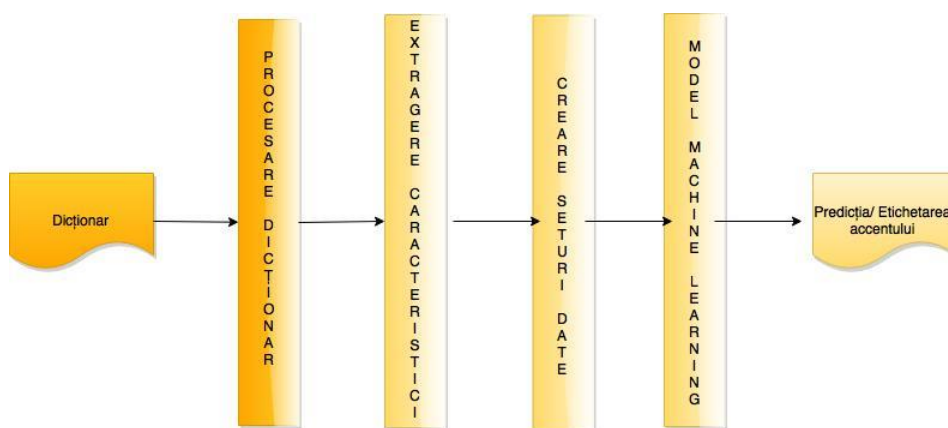 Dicționar
PROCESARE DICȚIONAR
EXTRAGERE CARACTERISTICI
CREARE SETURI DATE
MODEL MACHINE LEARNING
Predicția/ Etichetarea
accentului